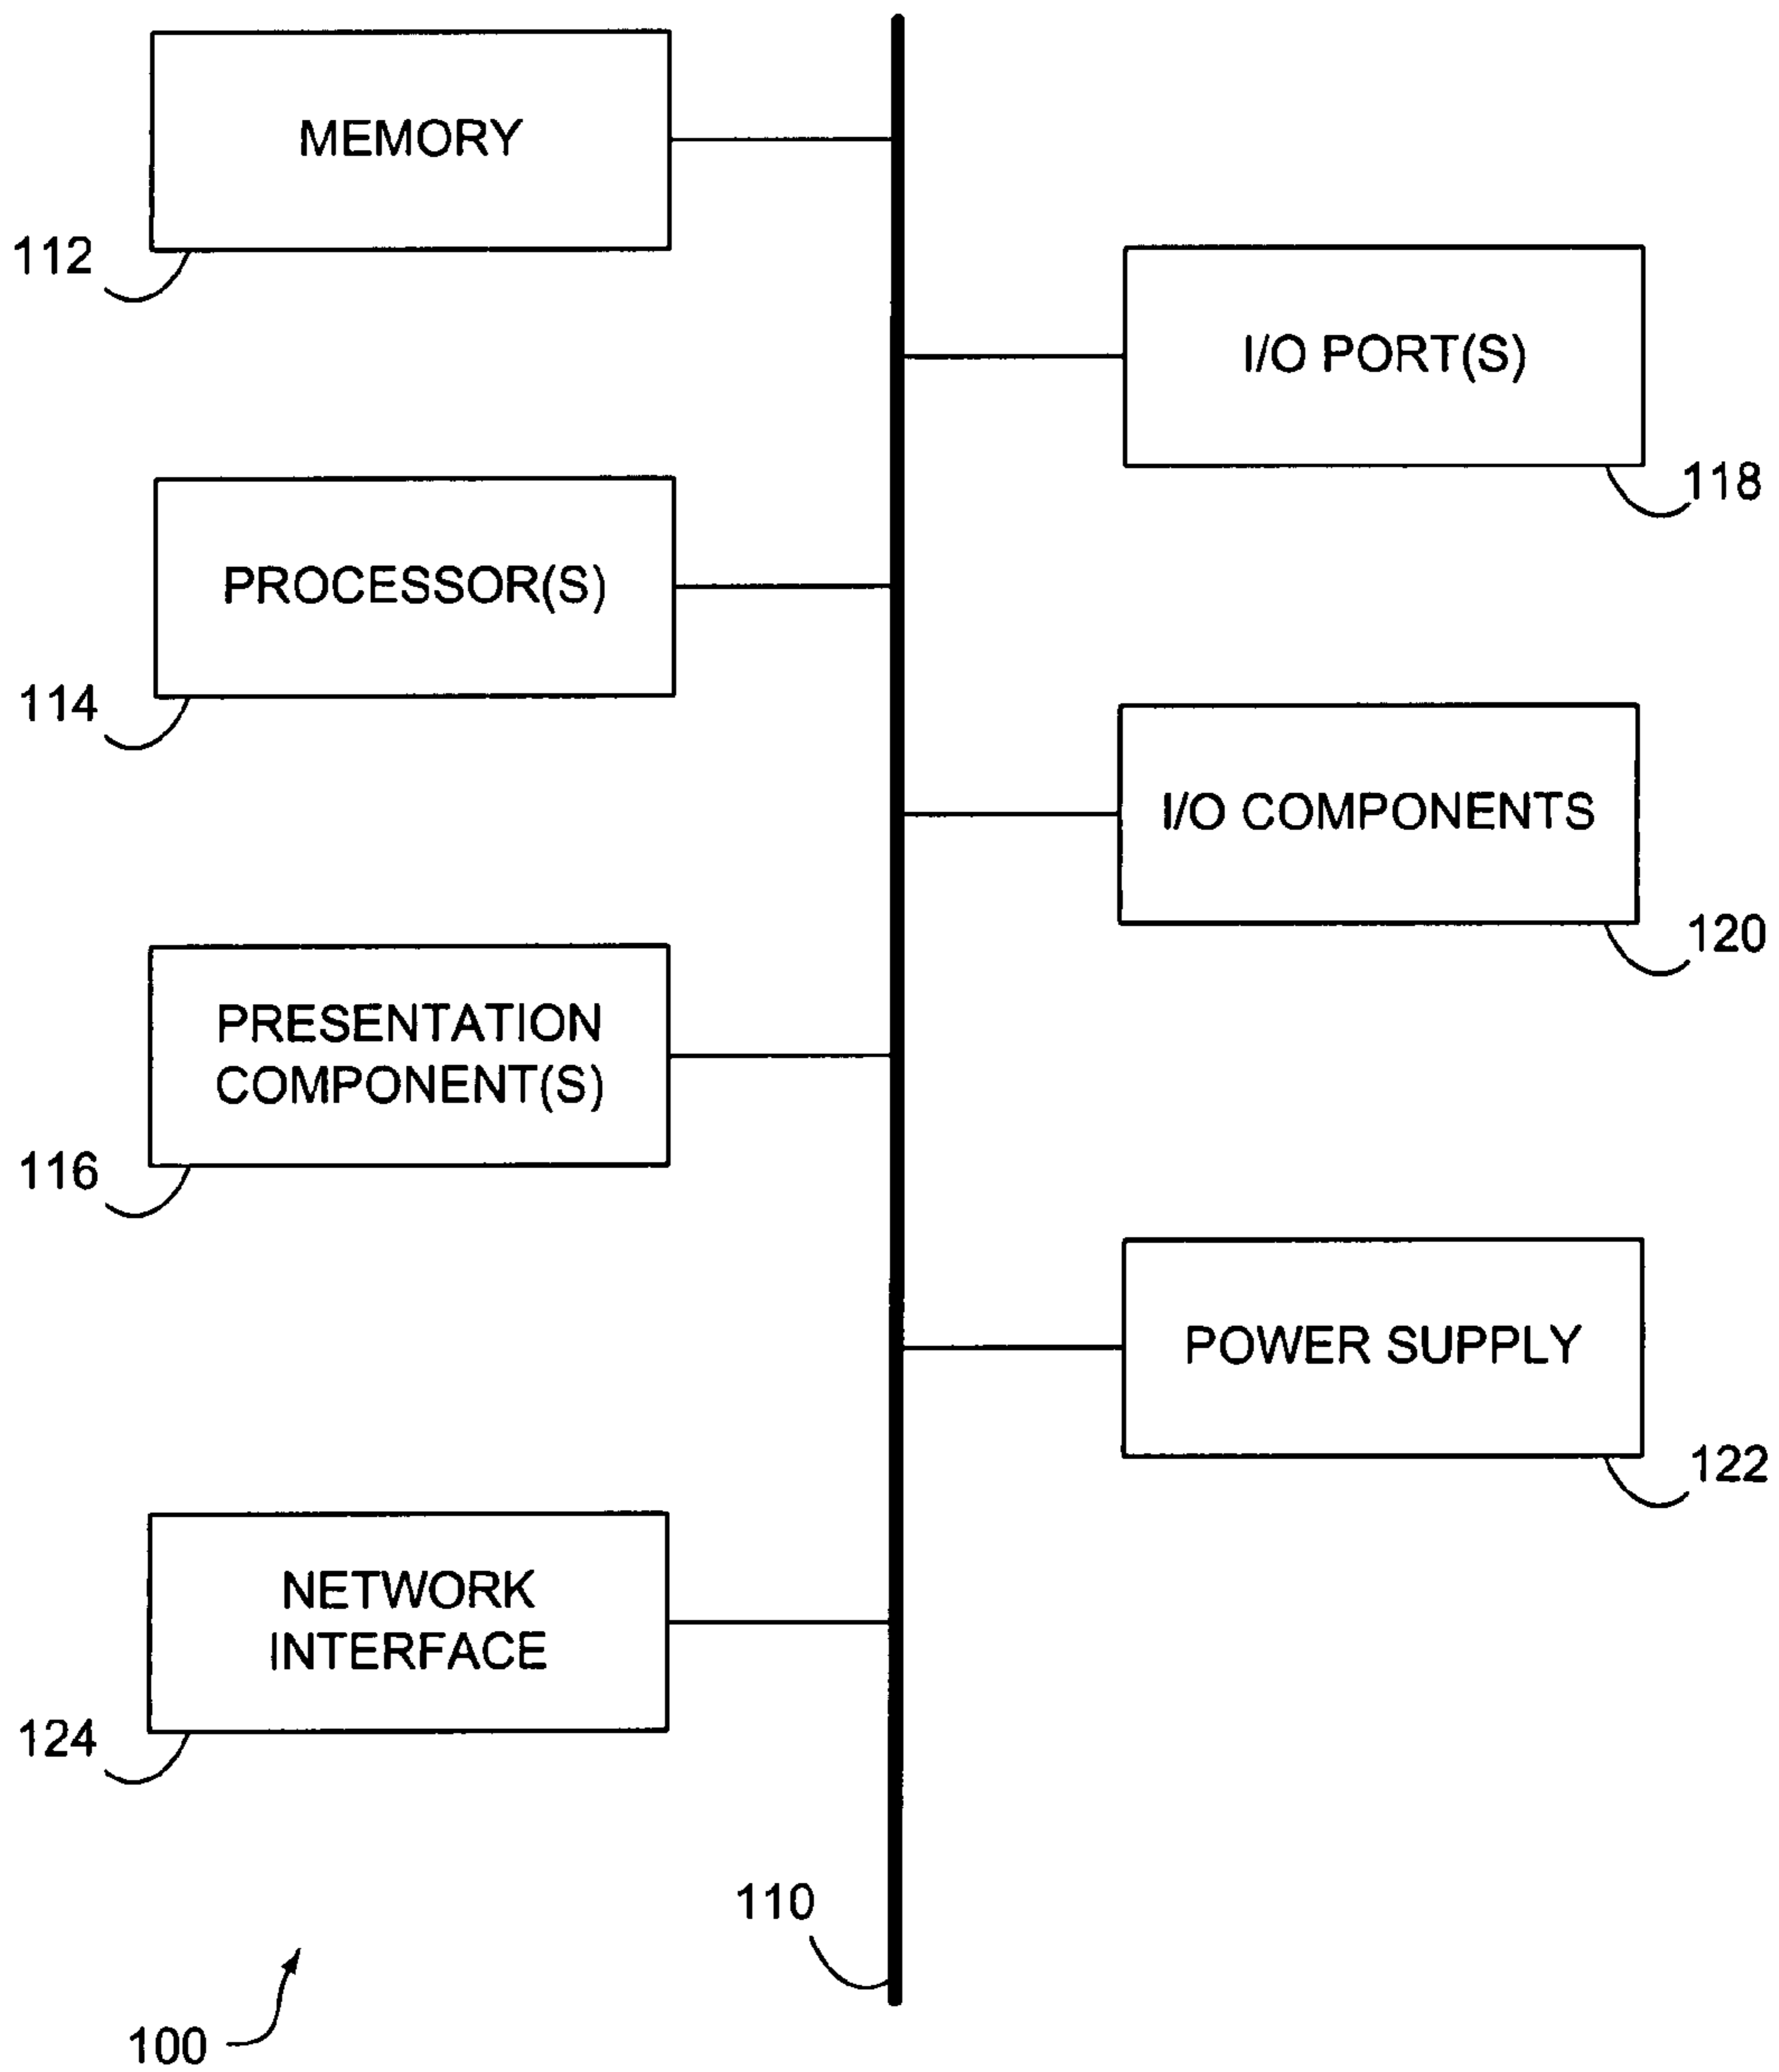 MEMORY
112
I/O PORT(S)
118
PROCESSOR(S)
114
I/O COMPONENTS
120
PRESENTATION
COMPONENT(S)
116
POWER SUPPLY
122
NETWORK
INTERFACE
124
110
100